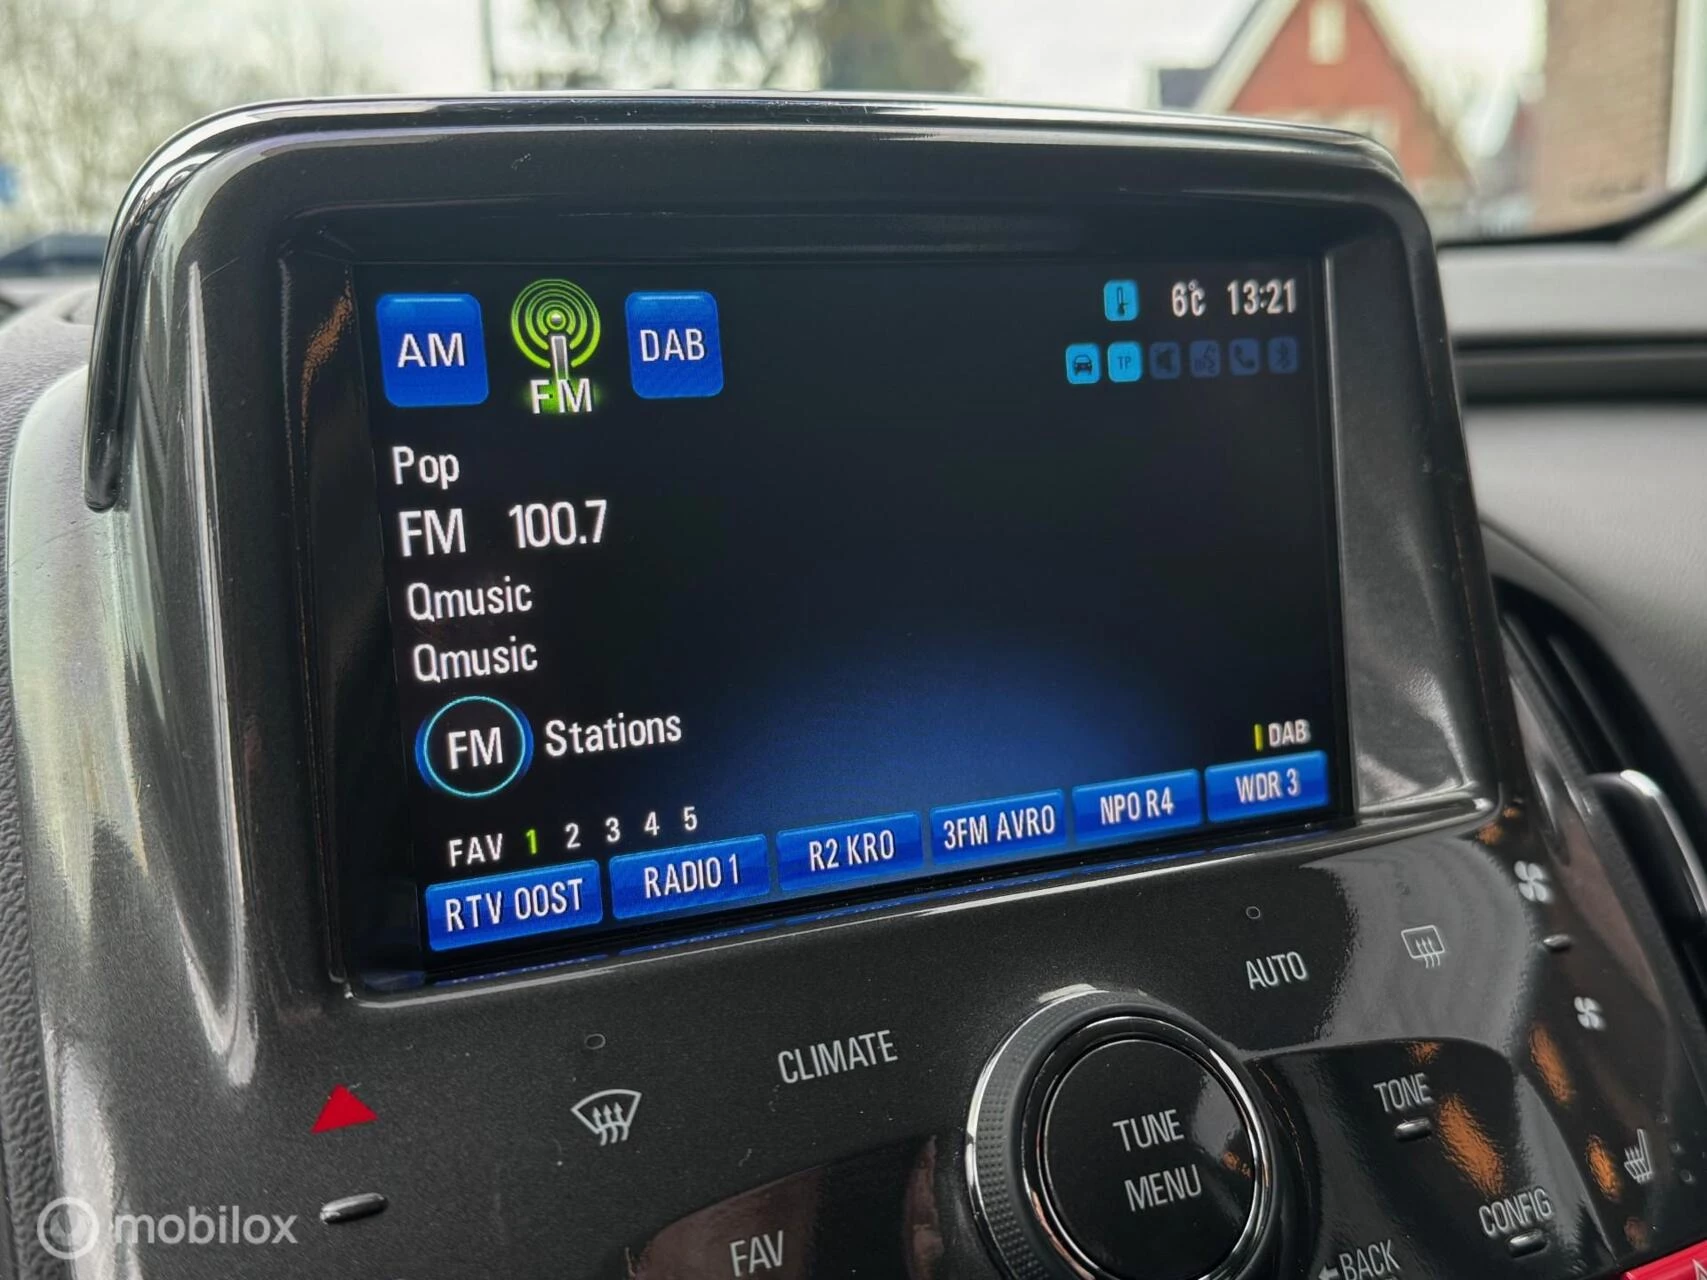 AM FM DAB 6°C 13:21
TP
Pop
FM 100.7
Qmusic
Qmusic
FM Stations
DAB
FAV 1 2 3 4 5
RTV OOST RADIO 1 R2 KRO 3FM AVRO NPO R4 WDR 3
AUTO
CLIMATE
TONE
TUNE
MENU
CONFIG
FAV
BACK
mobilox